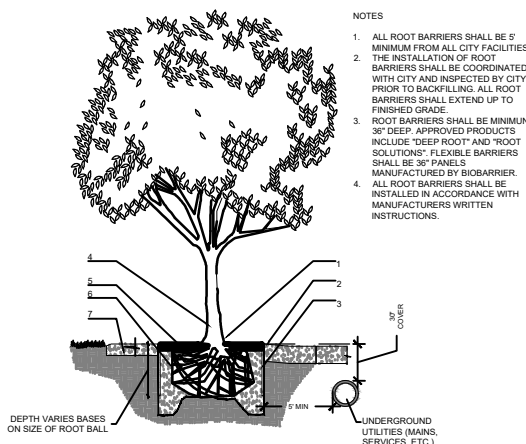 NOTES
1. ALL ROOT BARRIERS SHALL BE 5'
MINIMUM FROM ALL CITY FACILITIES
2. THE INSTALLATION OF ROOT
BARRIERS SHALL BE COORDINATED
WITH CITY AND INSPECTED BY CITY
PRIOR TO BACKFILLING. ALL ROOT
BARRIERS SHALL EXTEND UP TO
FINISHED GRADE.
3. ROOT BARRIERS SHALL BE MINIMUN
36" DEEP. APPROVED PRODUCTS
INCLUDE "DEEP ROOT" AND "ROOT
SOLUTIONS". FLEXIBLE BARRIERS
SHALL BE 36" PANELS
MANUFACTURED BY BIOBARRIER.
4. ALL ROOT BARRIERS SHALL BE
INSTALLED IN ACCORDANCE WITH
MANUFACTURERS WRITTEN
INSTRUCTIONS.
4
5
6
7
1
2
3
30"
COVER
5' MIN
DEPTH VARIES BASES
ON SIZE OF ROOT BALL
UNDERGROUND
UTILITIES (MAINS,
SERVICES, ETC.)